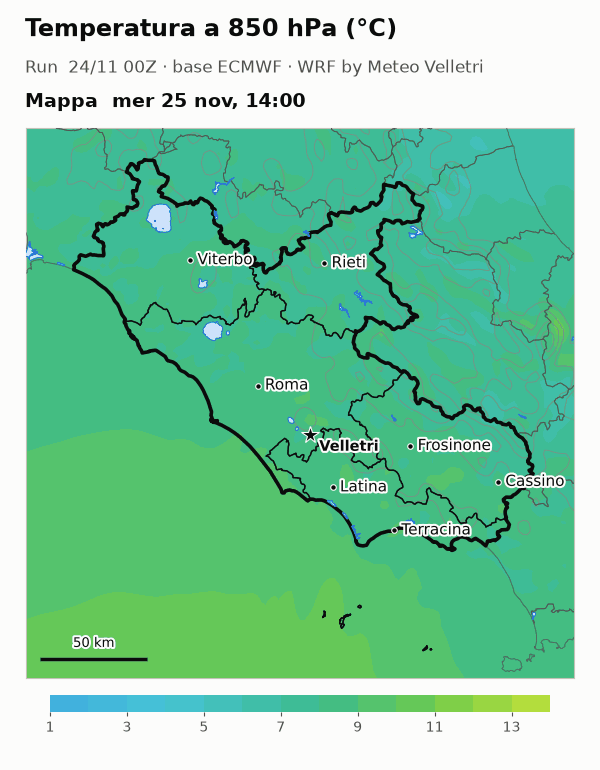 Temperatura a 850 hPa (°C)
Run  24/11 00Z · base ECMWF · WRF by Meteo Velletri
Mappa  mer 25 nov, 14:00
Viterbo
Rieti
Roma
Velletri
Frosinone
Latina
Cassino
Terracina
50 km
1 3 5 7 9 11 13